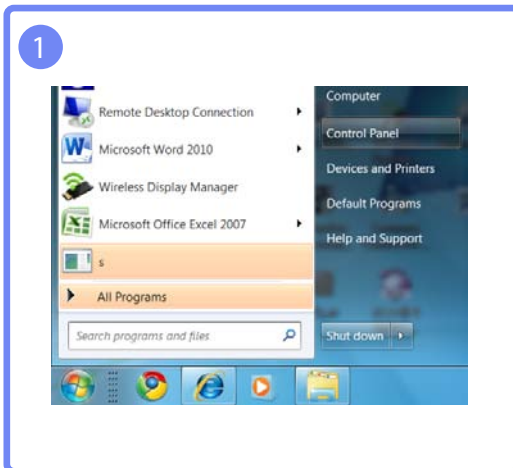 1
Remote Desktop Connection
Microsoft Word 2010
Wireless Display Manager
Microsoft Office Excel 2007
s
All Programs
Search programs and files
Computer
Control Panel
Devices and Printers
Default Programs
Help and Support
Shut down